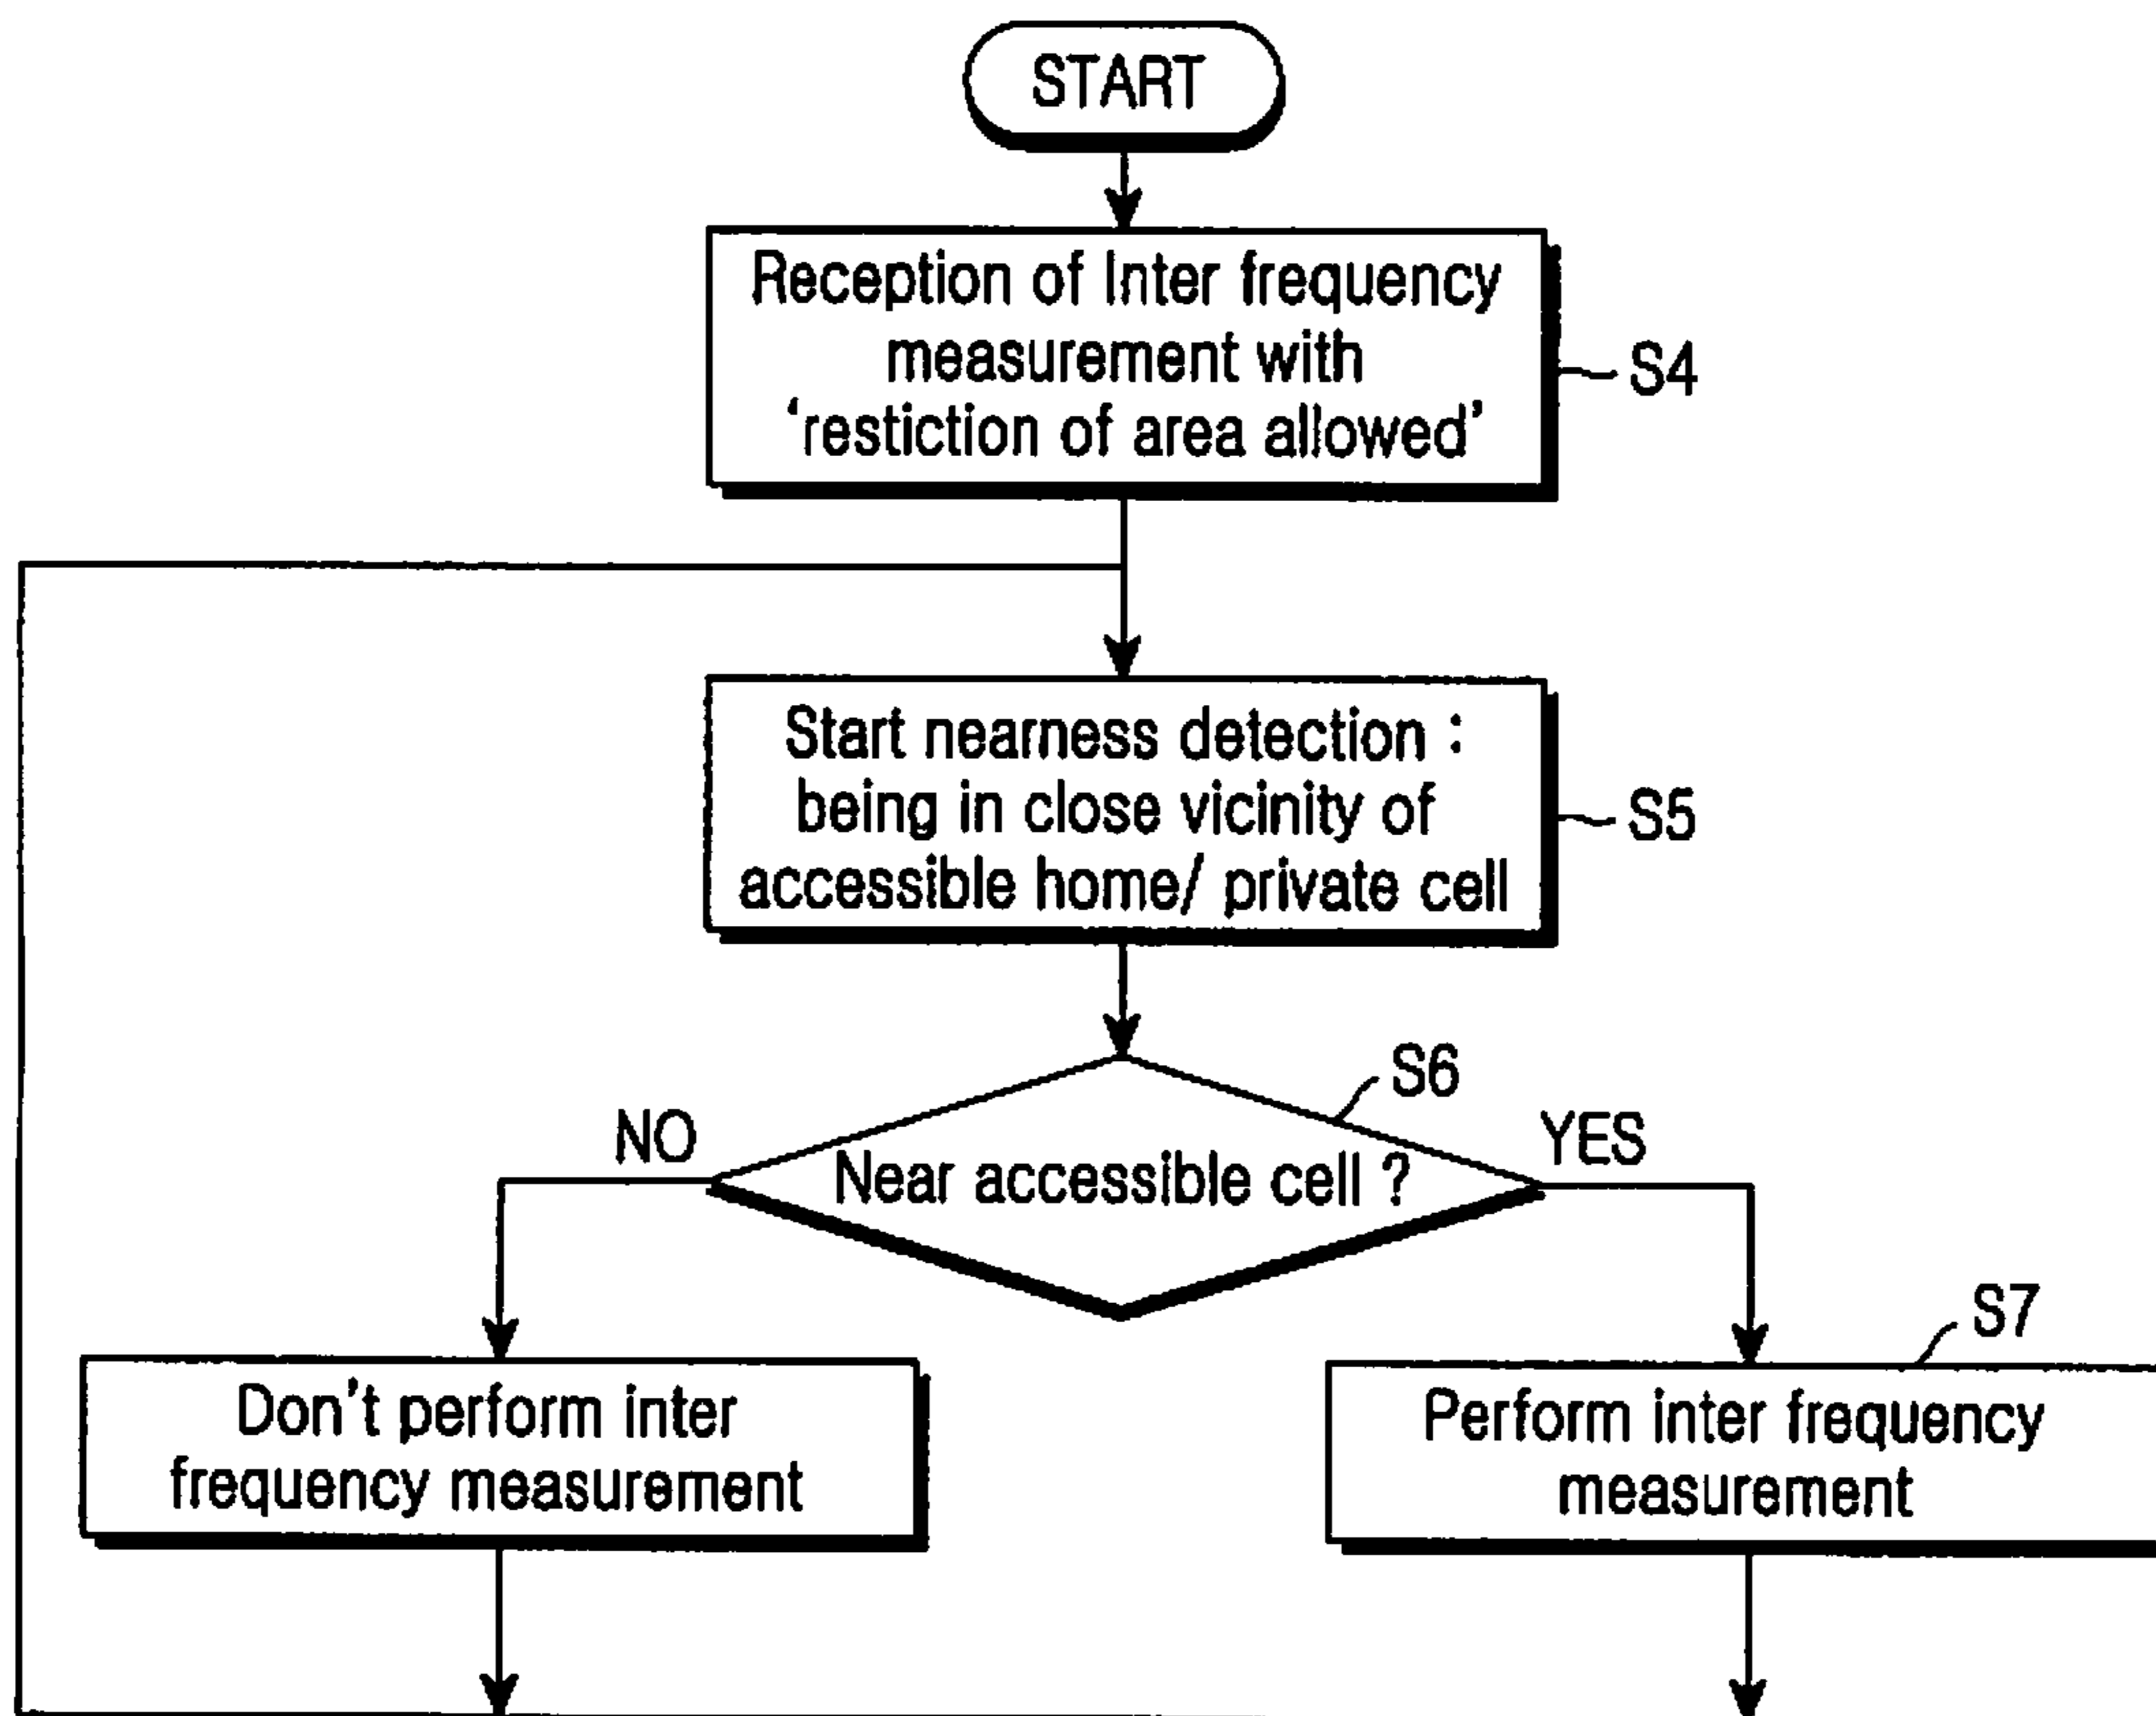 START
Reception of Inter frequency
measurement with
‘restiction of area allowed’
S4
Start nearness detection :
being in close vicinity of
accessible home/ private cell
S5
S6
NO
YES
Near accessible cell ?
S7
Don't perform inter
frequency measurement
Perform inter frequency
measurement